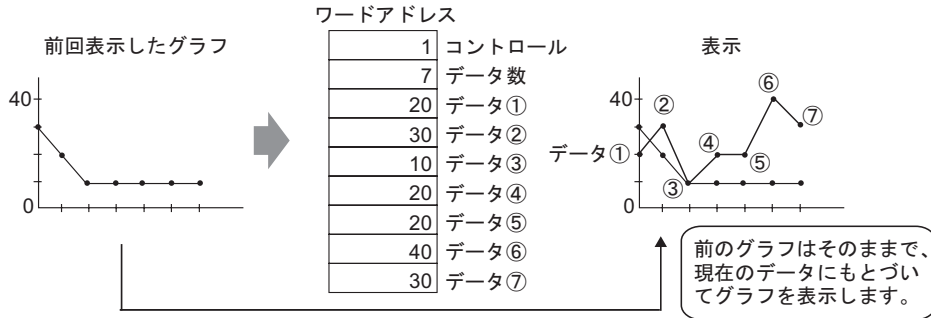 前回表示したグラフ
40
0
ワードアドレス
1 コントロール
7 データ数
20 データ①
30 データ②
10 データ③
20 データ④
20 データ⑤
40 データ⑥
30 データ⑦
表示
40
データ①
0
②
③
④
⑤
⑥
⑦
前のグラフはそのままで、
現在のデータにもとづい
てグラフを表示します。